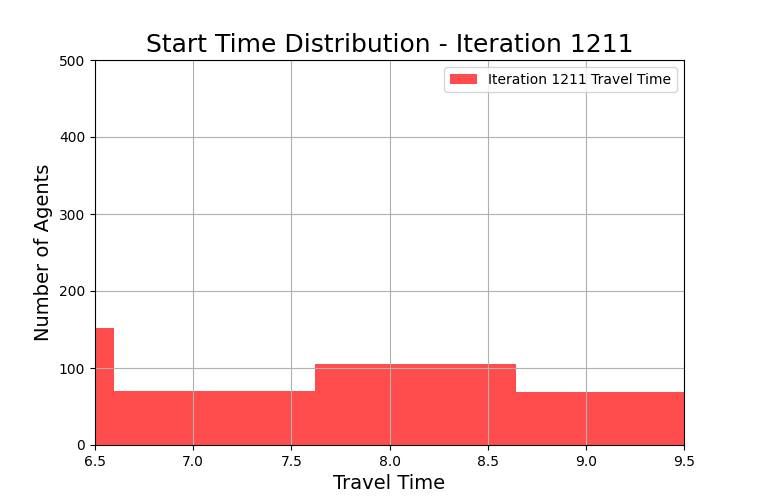 Start Time Distribution - Iteration 1211
500
Iteration 1211 Travel Time
400
300
200
100
0
Number of Agents
6.5 7.0 7.5 8.0 8.5 9.0 9.5
Travel Time